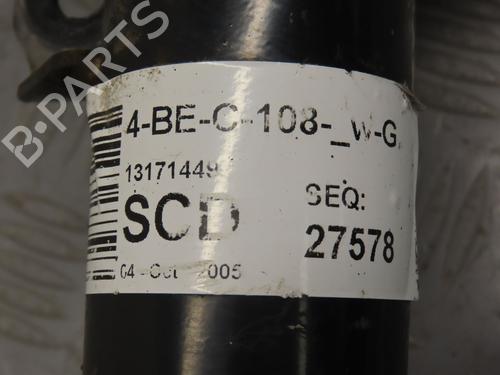 4-BE-C-108-_W-G
13171449
SCD
SEQ:
27578
04-Oct 2005
B-PARTS